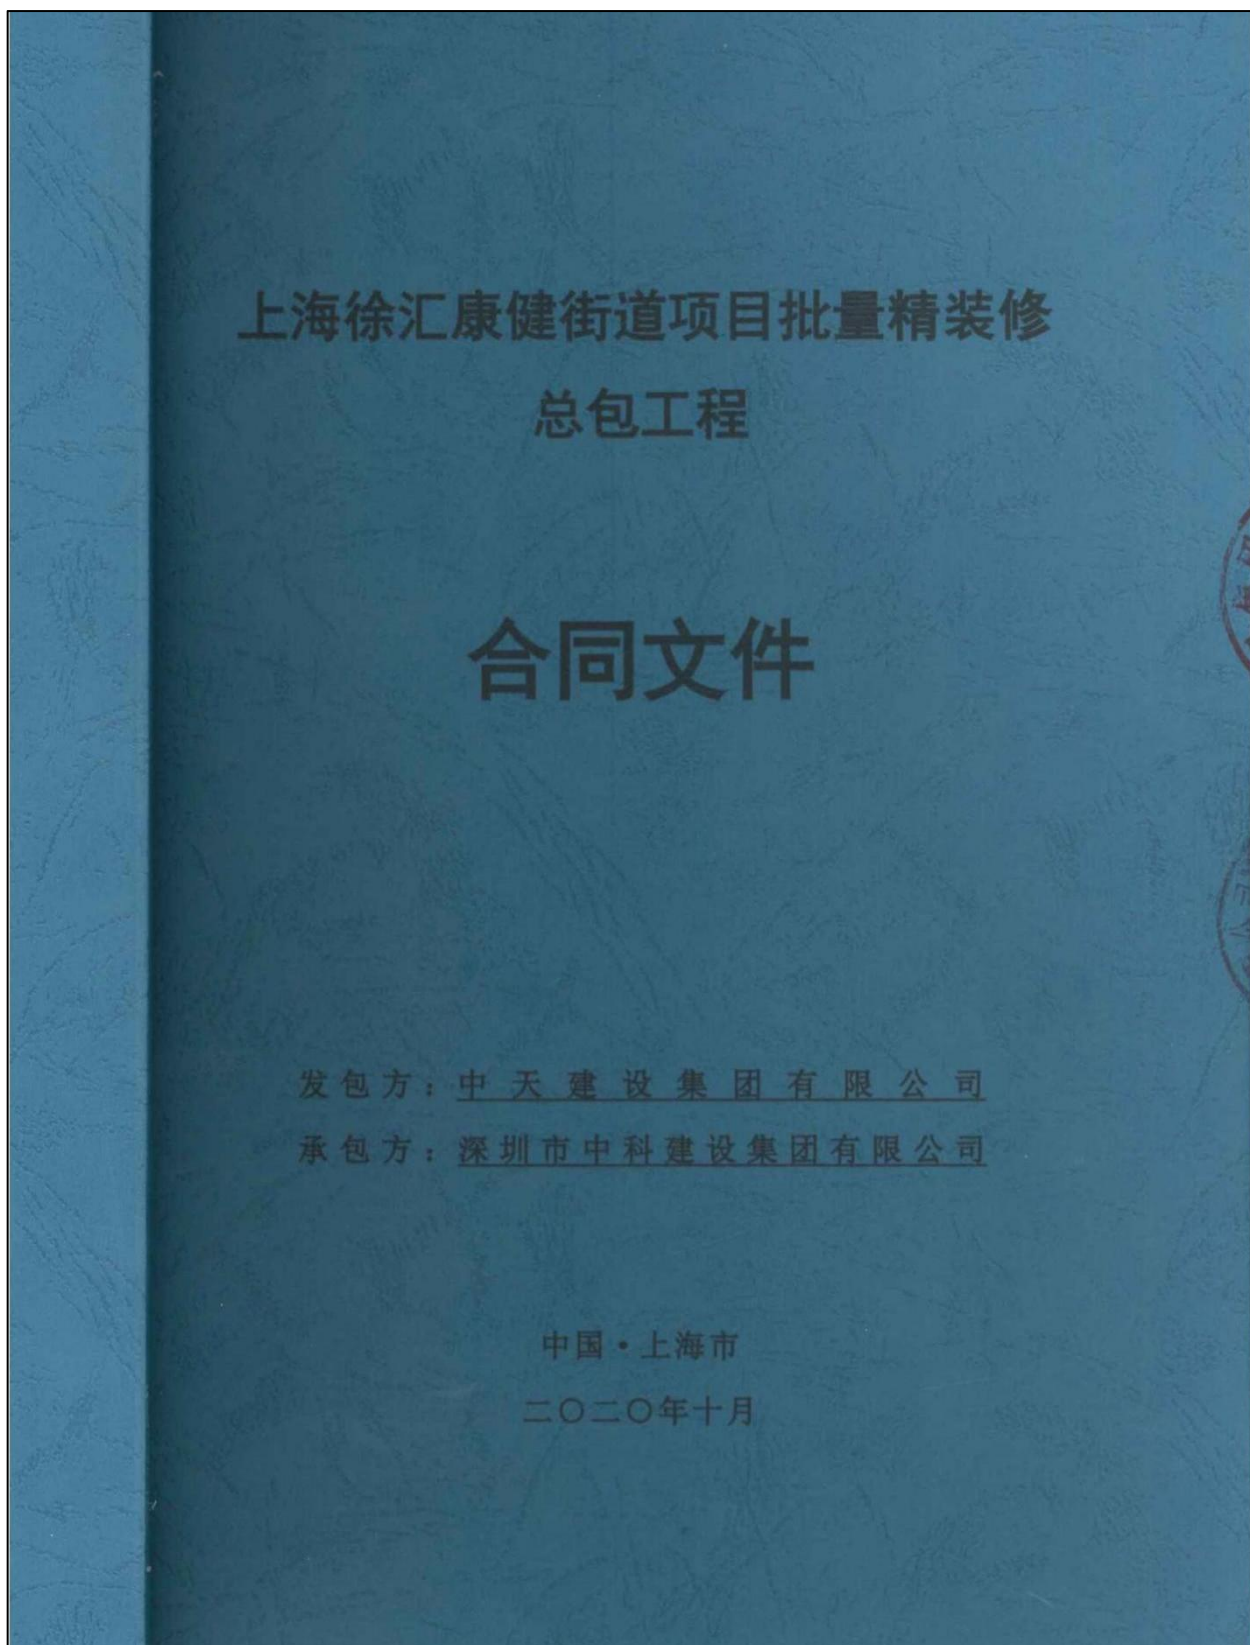 上海徐汇康健街道项目批量精装修
总包工程
合同文件
发包方：中天建设集团有限公司
承包方：深圳市中科建设集团有限公司
中国·上海市
二〇二〇年十月